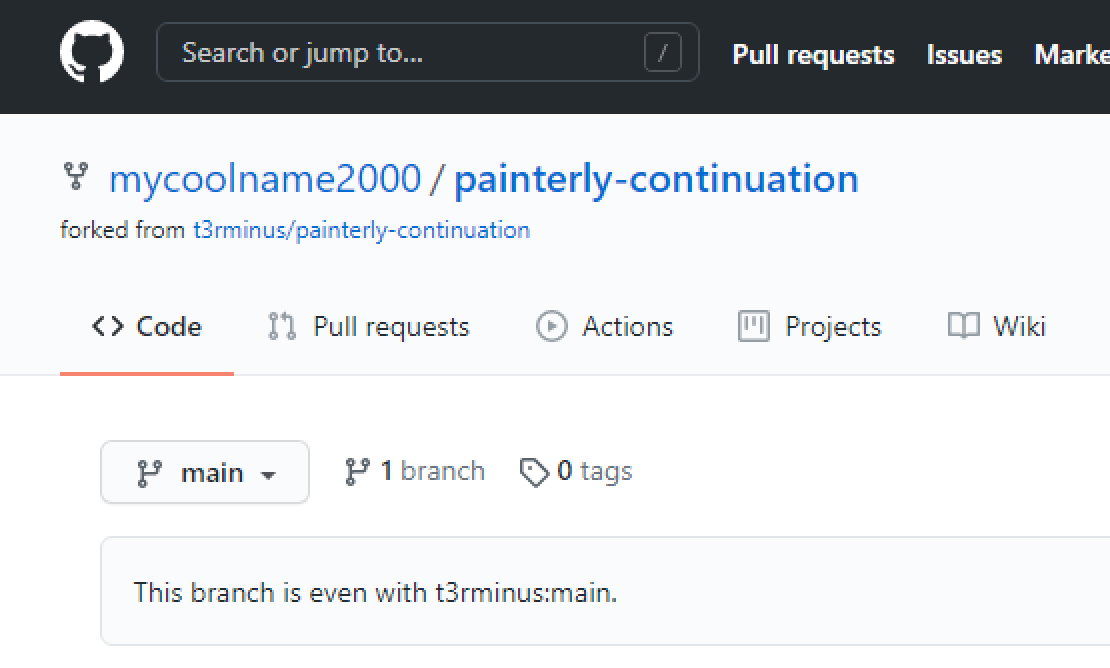 Search or jump to... / Pull requests Issues Marke
mycoolname2000 / painterly-continuation
forked from t3rminus/painterly-continuation
<> Code Pull requests Actions Projects Wiki
main 1 branch 0 tags
This branch is even with t3rminus:main.